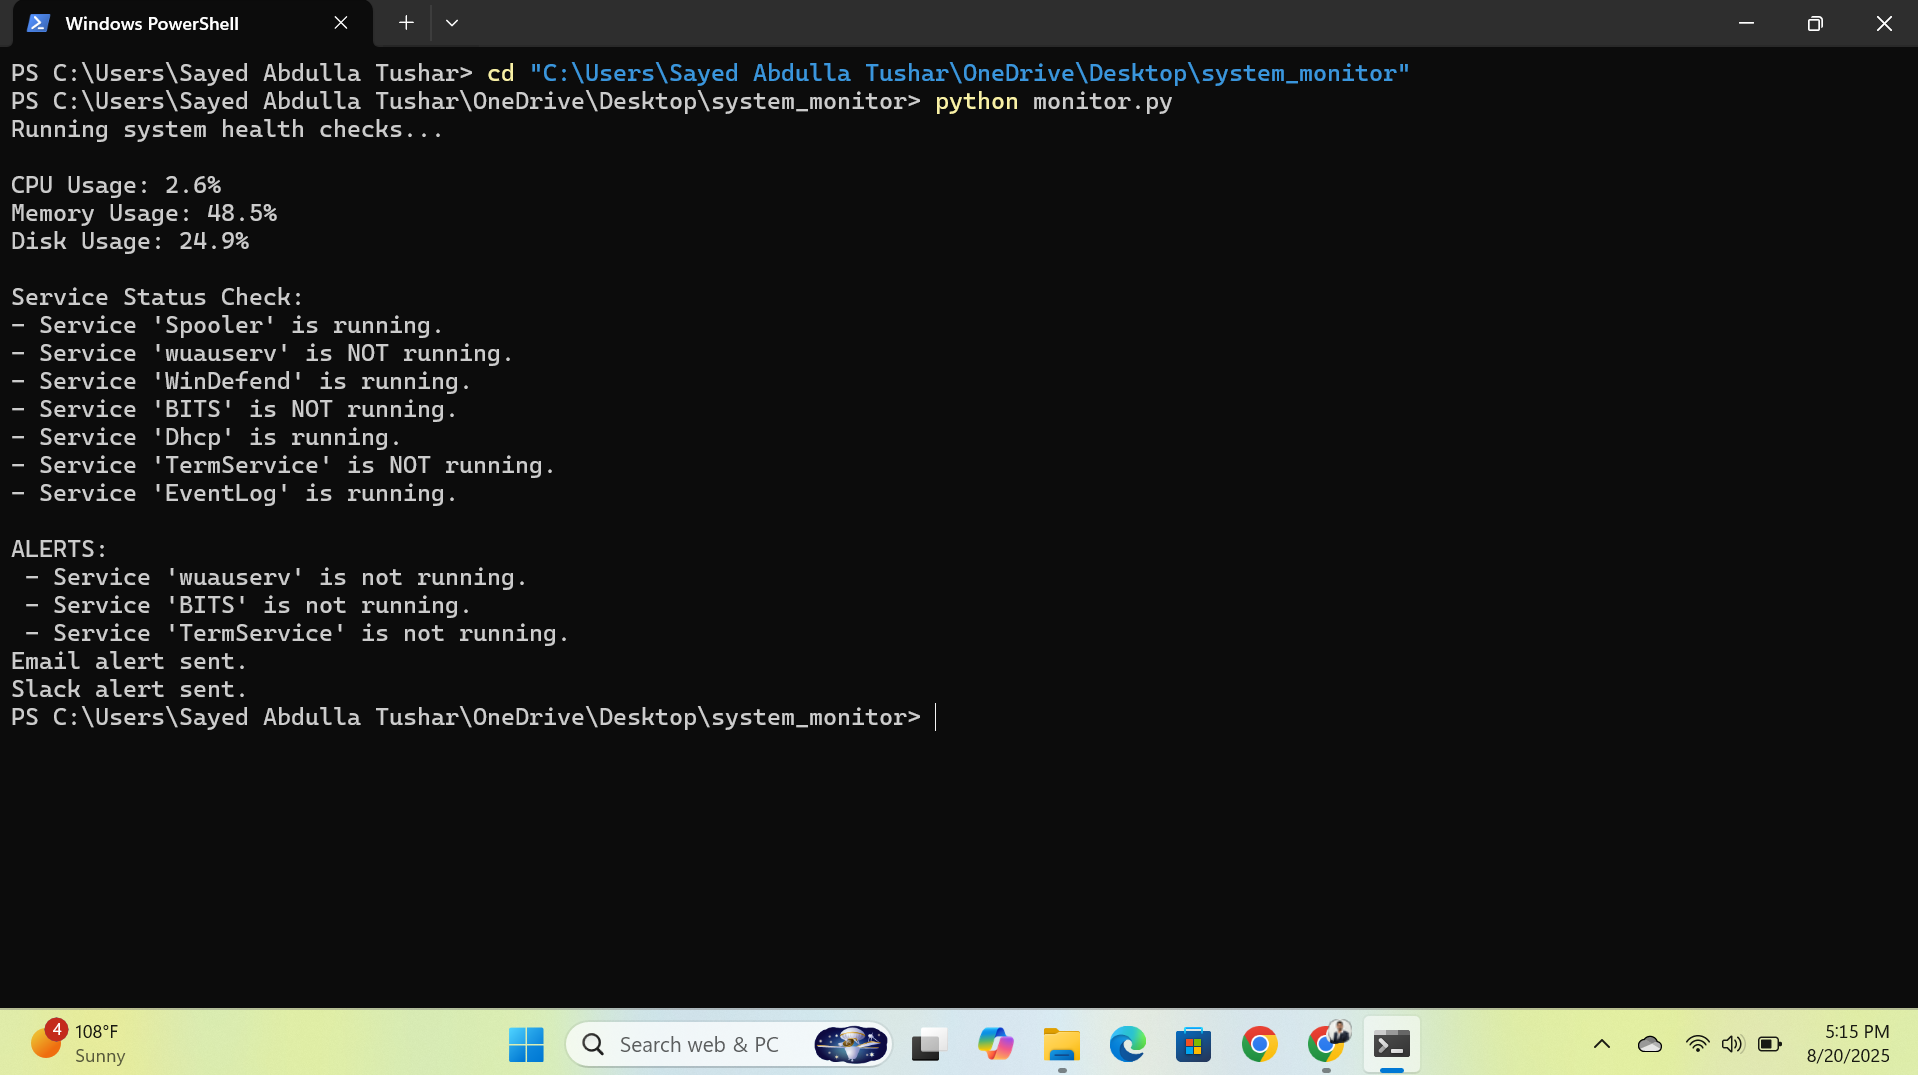 Windows PowerShell
PS C:\Users\Sayed Abdulla Tushar> cd "C:\Users\Sayed Abdulla Tushar\OneDrive\Desktop\system_monitor"
PS C:\Users\Sayed Abdulla Tushar\OneDrive\Desktop\system_monitor> python monitor.py
Running system health checks...
CPU Usage: 2.6%
Memory Usage: 48.5%
Disk Usage: 24.9%
Service Status Check:
- Service 'Spooler' is running.
- Service 'wuauserv' is NOT running.
- Service 'WinDefend' is running.
- Service 'BITS' is NOT running.
- Service 'Dhcp' is running.
- Service 'TermService' is NOT running.
- Service 'EventLog' is running.
ALERTS:
- Service 'wuauserv' is not running.
- Service 'BITS' is not running.
- Service 'TermService' is not running.
Email alert sent.
Slack alert sent.
PS C:\Users\Sayed Abdulla Tushar\OneDrive\Desktop\system_monitor>
4
108°F
Sunny
Search web & PC
5:15 PM
8/20/2025